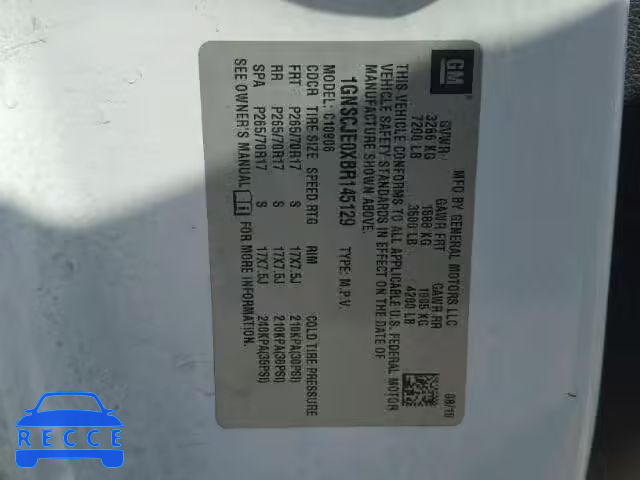 GM
MFD BY GENERAL MOTORS LLC
08/10
GVWR GAWR FRT GAWR RR
3266 KG 1588 KG 1905 KG
7200 LB 3600 LB 4200 LB
THIS VEHICLE CONFORMS TO ALL APPLICABLE U.S. FEDERAL MOTOR
VEHICLE SAFETY STANDARDS IN EFFECT ON THE DATE OF
MANUFACTURE SHOWN ABOVE.
1GNSCJE0XBR145129 TYPE: M.P.V.
MODEL: C10906
CDCR TIRE SIZE SPEED RTG RIM COLD TIRE PRESSURE
FRT P265/70R17 S 17X7.5J 210KPA(30PSI)
RR P265/70R17 S 17X7.5J 210KPA(30PSI)
SPA P265/70R17 S 17X7.5J 240KPA(35PSI)
SEE OWNER'S MANUAL FOR MORE INFORMATION.
RECCE